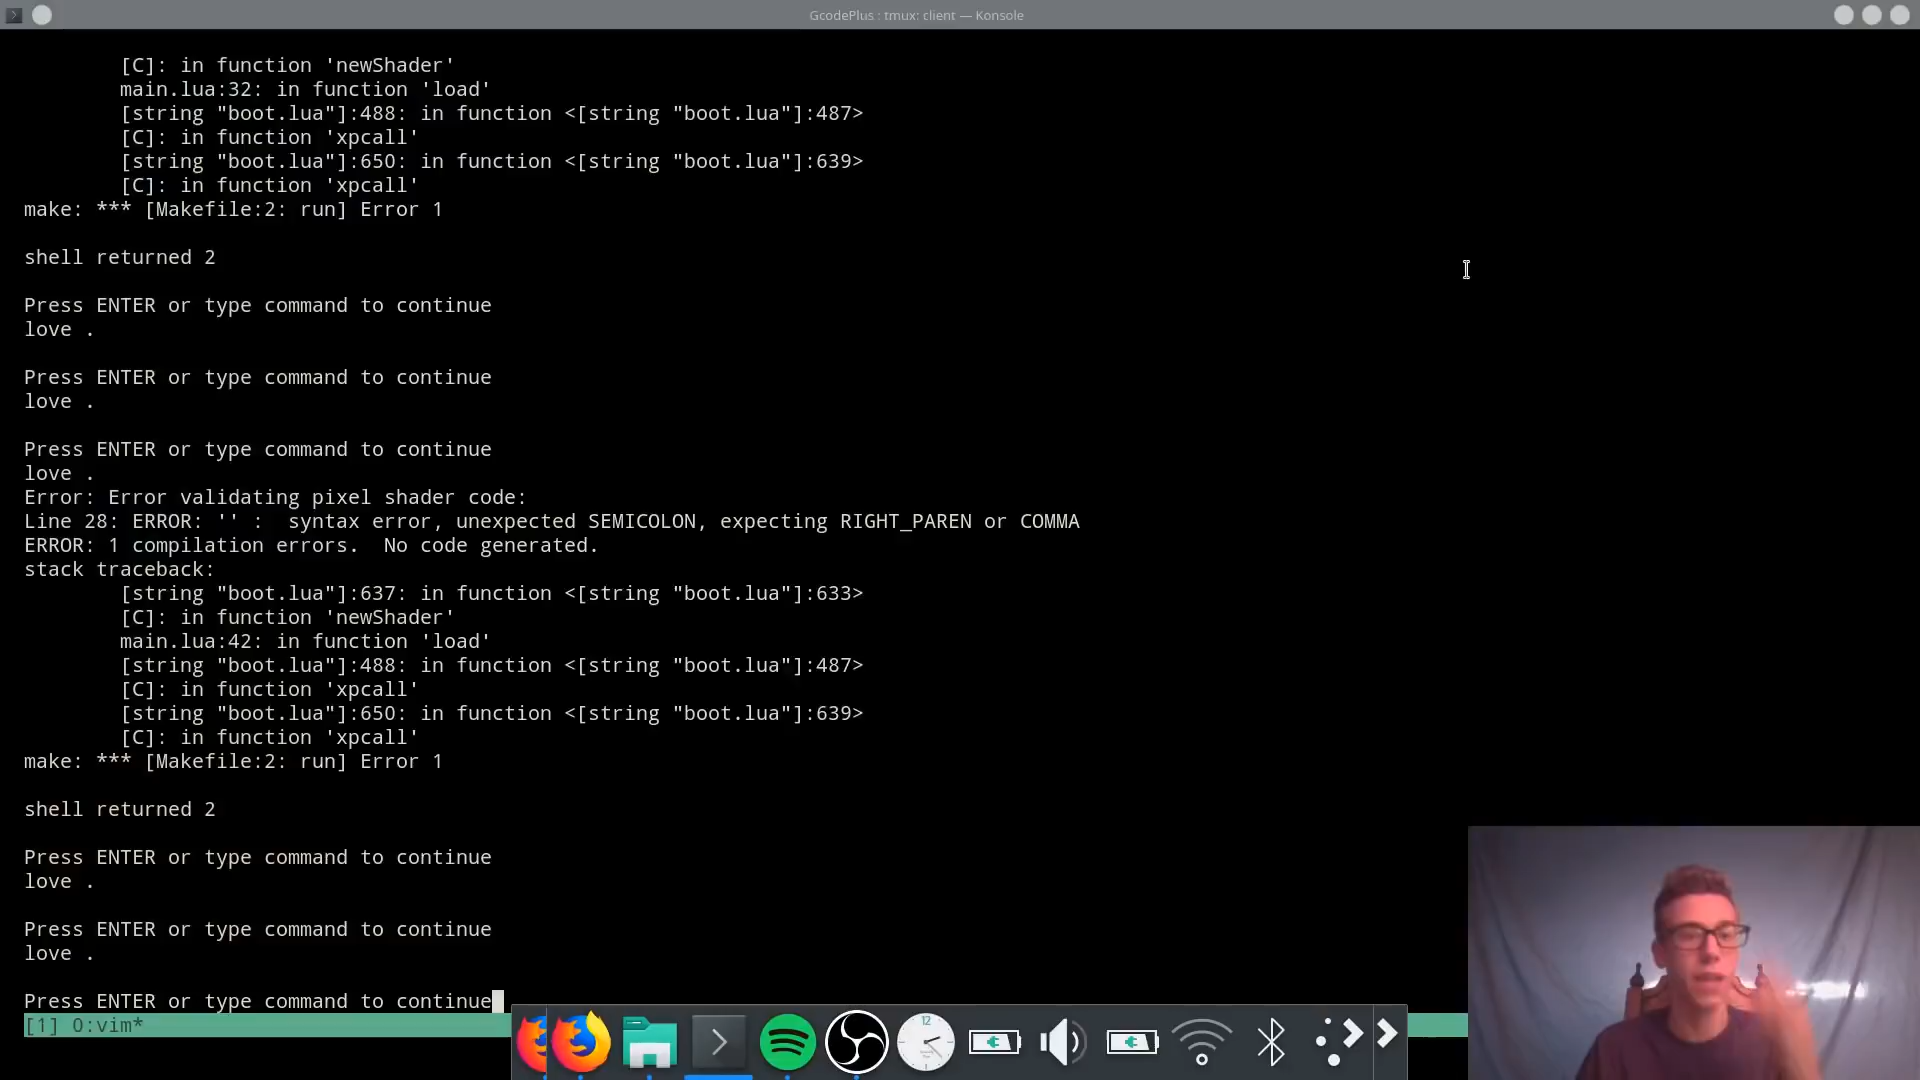 GcodePlus : tmux: client — Konsole
[C]: in function 'newShader'
main.lua:32: in function 'load'
[string "boot.lua"]:488: in function <[string "boot.lua"]:487>
[C]: in function 'xpcall'
[string "boot.lua"]:650: in function <[string "boot.lua"]:639>
[C]: in function 'xpcall'
make: *** [Makefile:2: run] Error 1
shell returned 2
Press ENTER or type command to continue
love .
Press ENTER or type command to continue
love .
Press ENTER or type command to continue
love .
Error: Error validating pixel shader code:
Line 28: ERROR: '' :  syntax error, unexpected SEMICOLON, expecting RIGHT_PAREN or COMMA
ERROR: 1 compilation errors.  No code generated.
stack traceback:
[string "boot.lua"]:637: in function <[string "boot.lua"]:633>
[C]: in function 'newShader'
main.lua:42: in function 'load'
[string "boot.lua"]:488: in function <[string "boot.lua"]:487>
[C]: in function 'xpcall'
[string "boot.lua"]:650: in function <[string "boot.lua"]:639>
[C]: in function 'xpcall'
make: *** [Makefile:2: run] Error 1
shell returned 2
Press ENTER or type command to continue
love .
Press ENTER or type command to continue
love .
Press ENTER or type command to continue
[1] 0:vim*
12